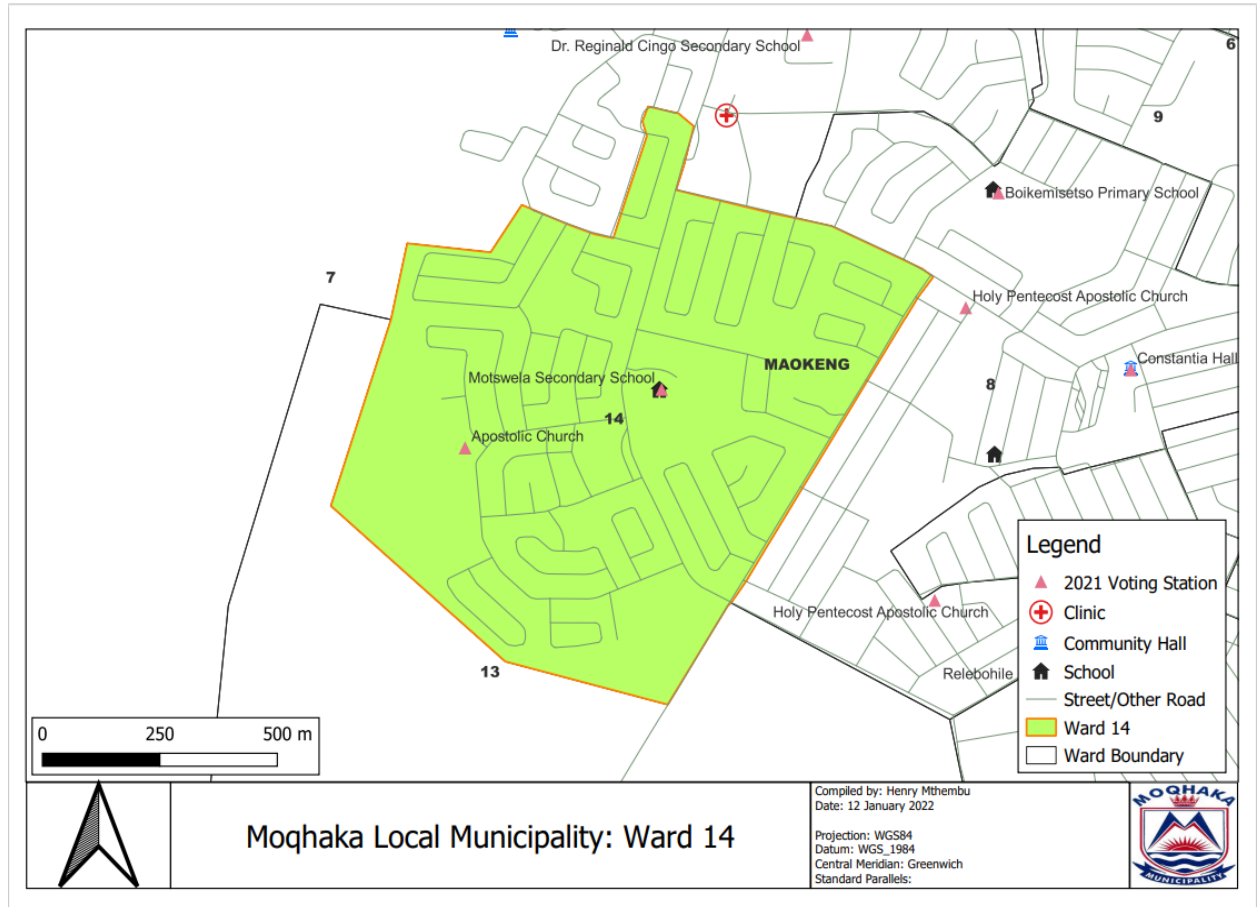 Dr. Reginald Cingo Secondary School
6
9
Boikemisetso Primary School
7
Holy Pentecost Apostolic Church
Constantia Hall
MAOKENG
Motswela Secondary School
8
14
Apostolic Church
Holy Pentecost Apostolic Church
13
Relebohile
Legend
2021 Voting Station
Clinic
Community Hall
School
Street/Other Road
Ward 14
Ward Boundary
0 250 500 m
Moqhaka Local Municipality: Ward 14
Compiled by: Henry Mthembu
Date: 12 January 2022
Projection: WGS84
Datum: WGS_1984
Central Meridian: Greenwich
Standard Parallels:
MOQHAKA
MUNICIPALITY